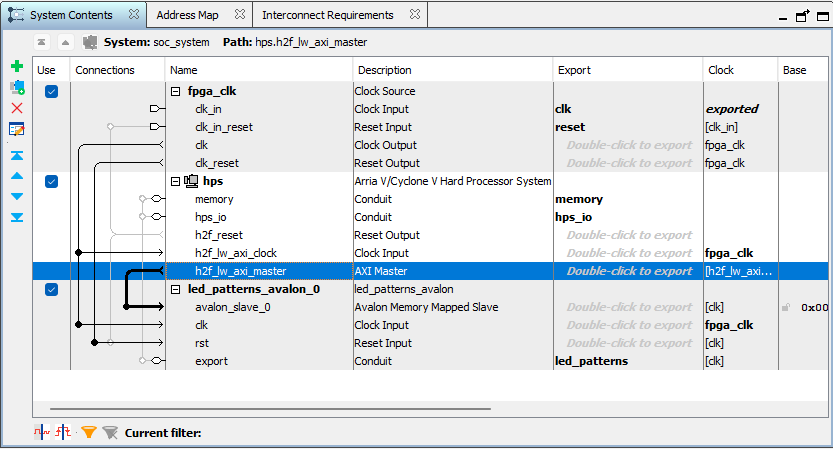 System Contents Address Map Interconnect Requirements
System: soc_system Path: hps.h2f_lw_axi_master
Use Connections Name Description Export Clock Base
fpga_clk Clock Source
clk_in Clock Input clk exported
clk_in_reset Reset Input reset [clk_in]
clk Clock Output Double-click to export fpga_clk
clk_reset Reset Output Double-click to export fpga_clk
hps Arria V/Cyclone V Hard Processor System
memory Conduit memory
hps_io Conduit hps_io
h2f_reset Reset Output Double-click to export
h2f_lw_axi_clock Clock Input Double-click to export fpga_clk
h2f_lw_axi_master AXI Master Double-click to export [h2f_lw_axi...
led_patterns_avalon_0 led_patterns_avalon
avalon_slave_0 Avalon Memory Mapped Slave Double-click to export [clk] 0x00
clk Clock Input Double-click to export fpga_clk
rst Reset Input Double-click to export [clk]
export Conduit led_patterns [clk]
Current filter: